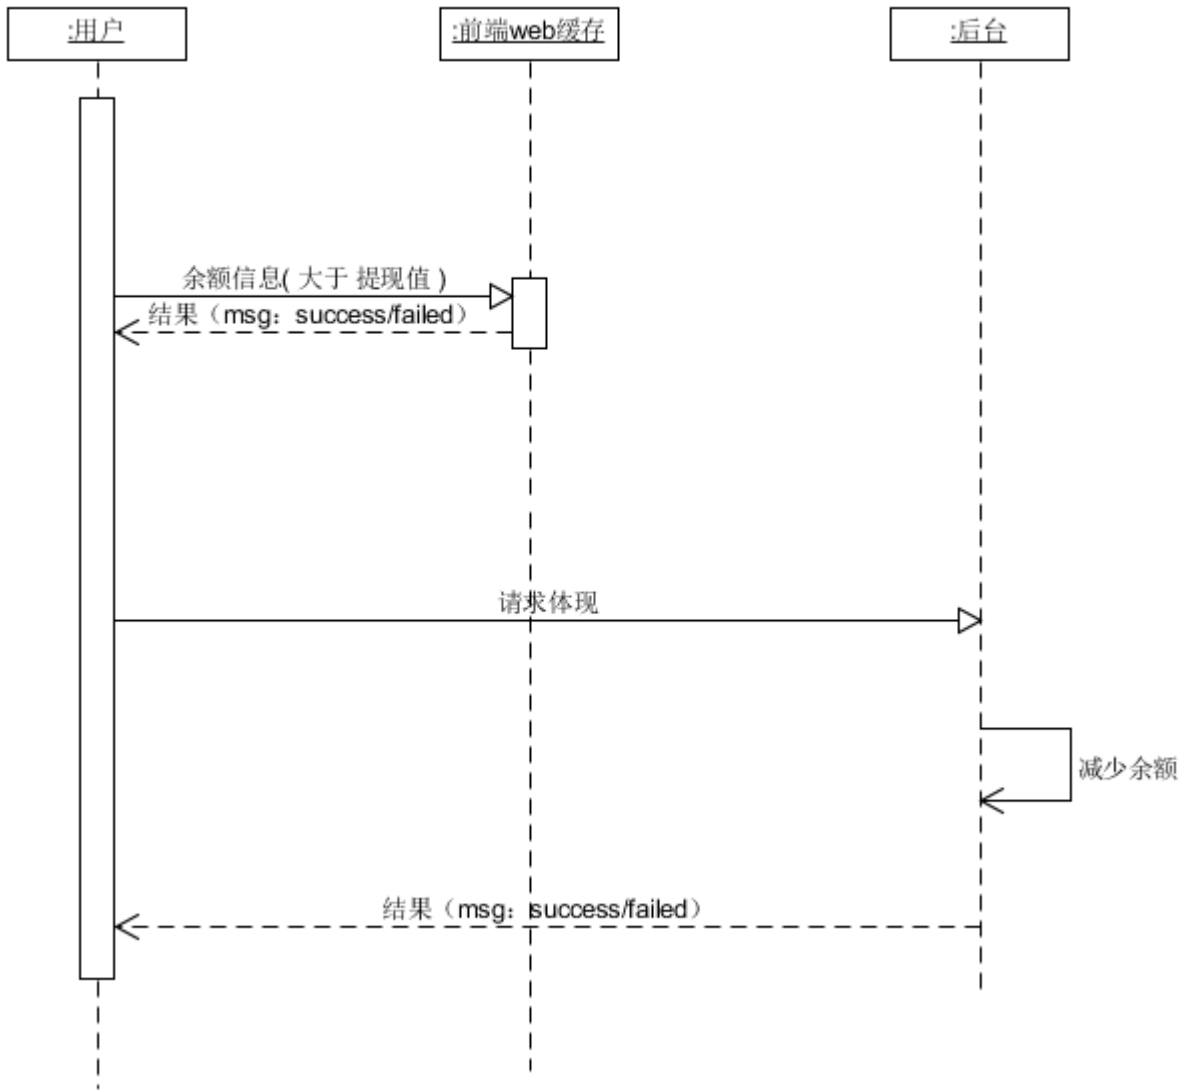 :用户
:前端web缓存
:后台
余额信息( 大于 提现值 )
结果（msg：success/failed）
请求体现
减少余额
结果（msg：success/failed）